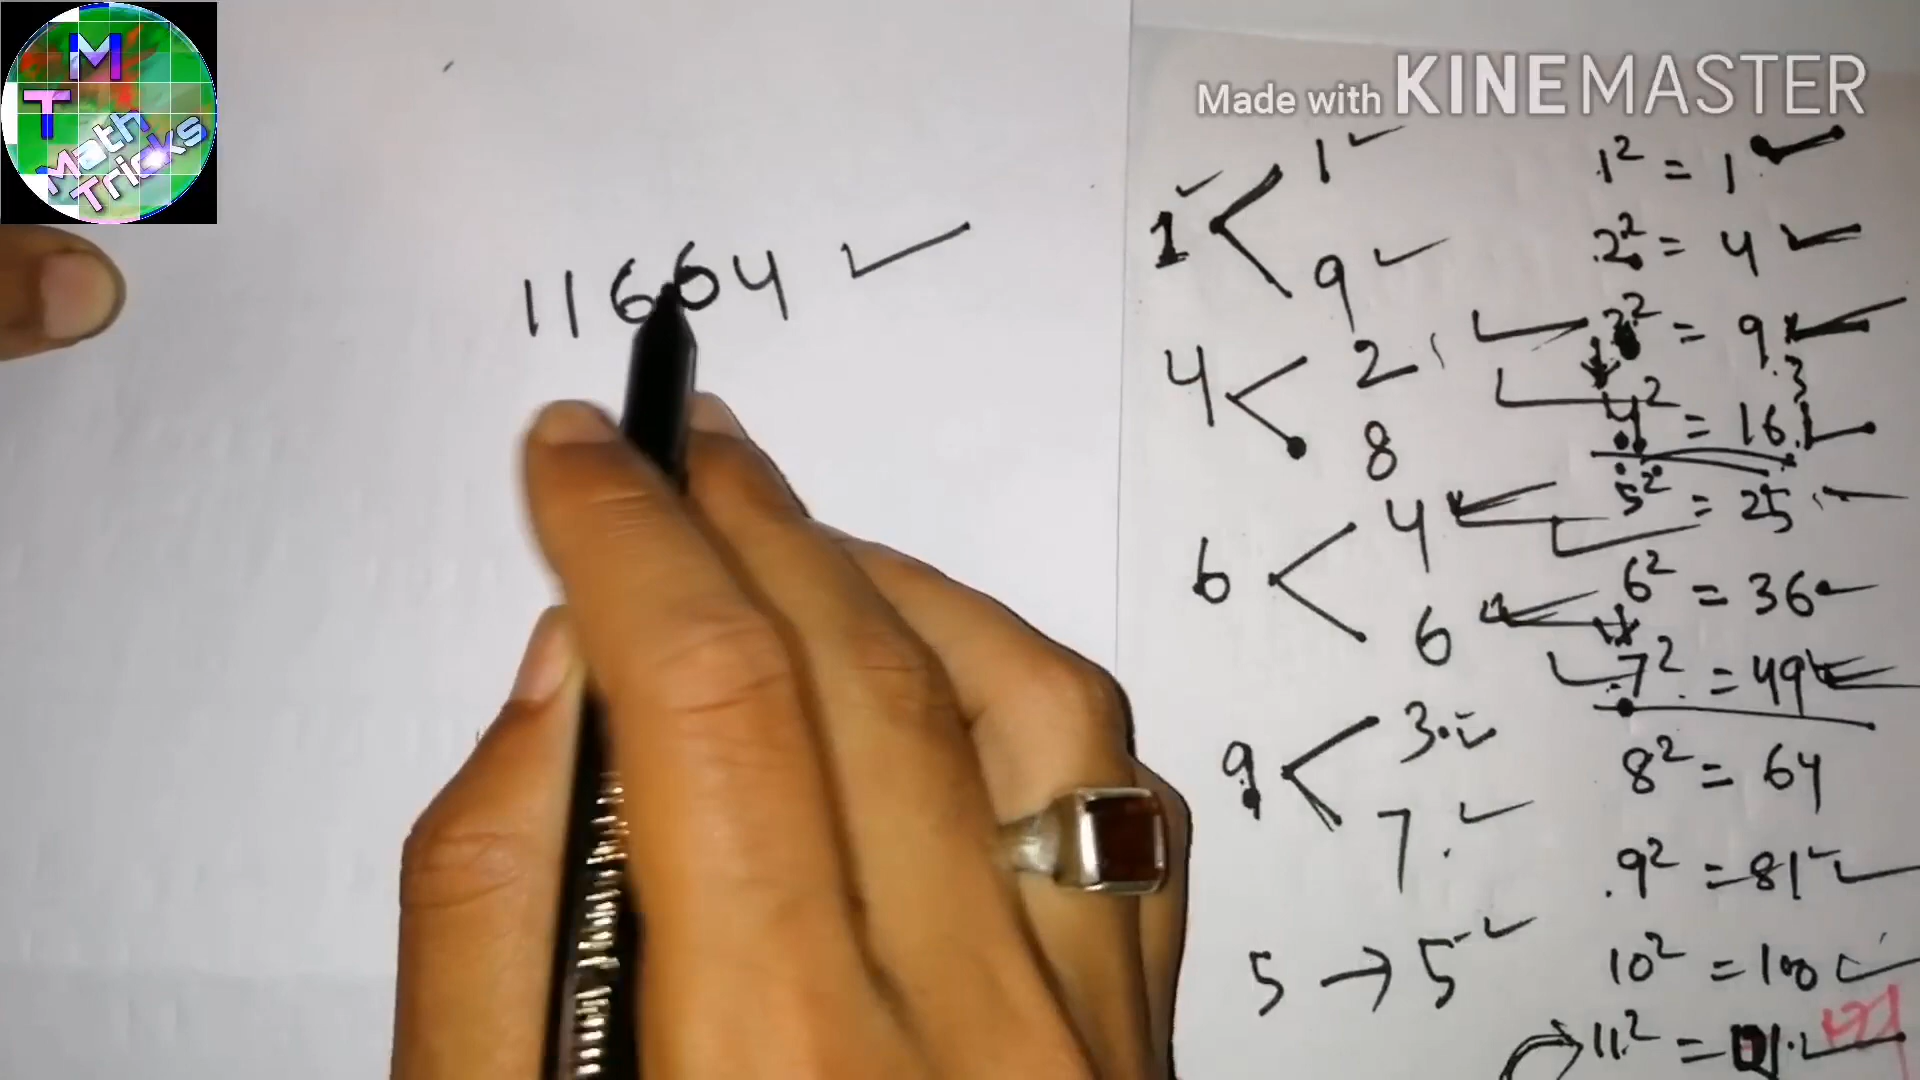 M
T
Math
Tricks
Made with KINEMASTER
11664
1 1
9
4 2
8
6 4
6
9 3
7
5 → 5
1² = 1
2² = 4
3² = 9
4² = 16
5² = 25
6² = 36
7² = 49
8² = 64
9² = 81
10² = 100
11² =